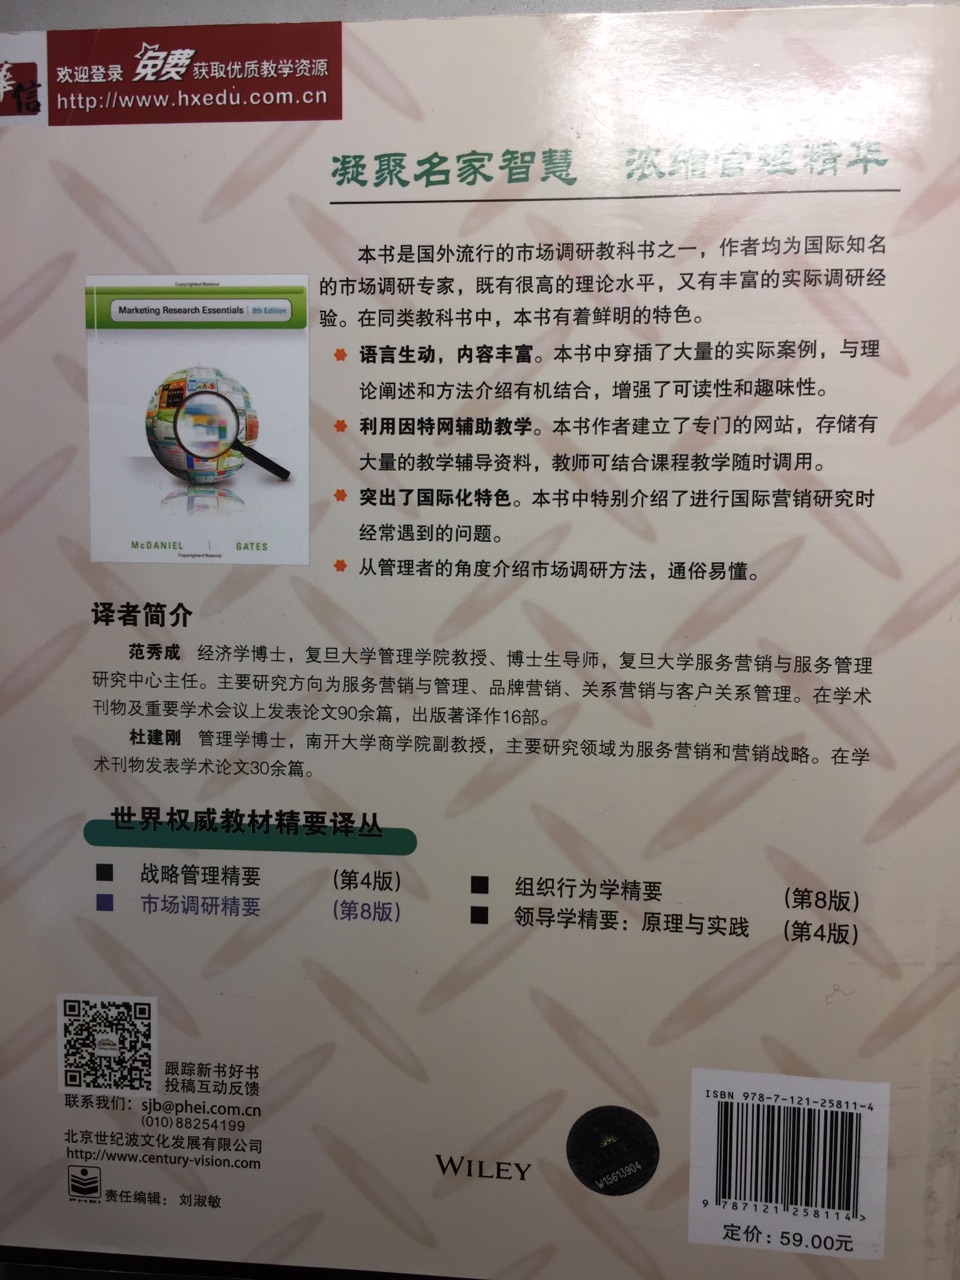 华信
欢迎登录 免费 获取优质教学资源
http://www.hxedu.com.cn
凝聚名家智慧 浓缩管理精华
本书是国外流行的市场调研教科书之一，作者均为国际知名
的市场调研专家，既有很高的理论水平，又有丰富的实际调研经
验。在同类教科书中，本书有着鲜明的特色。
语言生动，内容丰富。本书中穿插了大量的实际案例，与理
论阐述和方法介绍有机结合，增强了可读性和趣味性。
利用因特网辅助教学。本书作者建立了专门的网站，存储有
大量的教学辅导资料，教师可结合课程教学随时调用。
突出了国际化特色。本书中特别介绍了进行国际营销研究时
经常遇到的问题。
从管理者的角度介绍市场调研方法，通俗易懂。
Copyrighted Material
Marketing Research Essentials | 8th Edition
McDANIEL | GATES
Copyrighted Material
译者简介
范秀成 经济学博士，复旦大学管理学院教授、博士生导师，复旦大学服务营销与服务管理
研究中心主任。主要研究方向为服务营销与管理、品牌营销、关系营销与客户关系管理。在学术
刊物及重要学术会议上发表论文90余篇，出版著译作16部。
杜建刚 管理学博士，南开大学商学院副教授，主要研究领域为服务营销和营销战略。在学
术刊物发表学术论文30余篇。
世界权威教材精要译丛
■ 战略管理精要 (第4版)
■ 市场调研精要 (第8版)
■ 组织行为学精要 (第8版)
■ 领导学精要：原理与实践 (第4版)
跟踪新书好书
投稿互动反馈
联系我们：sjb@phei.com.cn
(010)88254199
北京世纪波文化发展有限公司
http://www.century-vision.com
PHEI
责任编辑：刘淑敏
WILEY
WILEY
W15613904
ISBN 978-7-121-25811-4
9 787121 258114 >
定价：59.00元